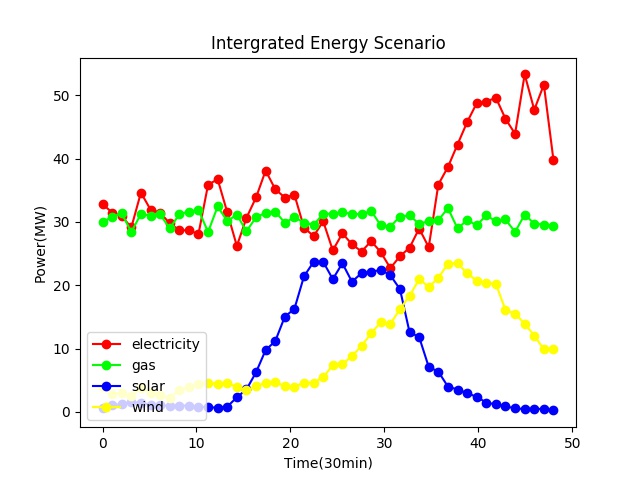 Intergrated Energy Scenario
Power(MW)
50
40
30
20
10
0
electricity
gas
solar
wind
0 10 20 30 40 50
Time(30min)